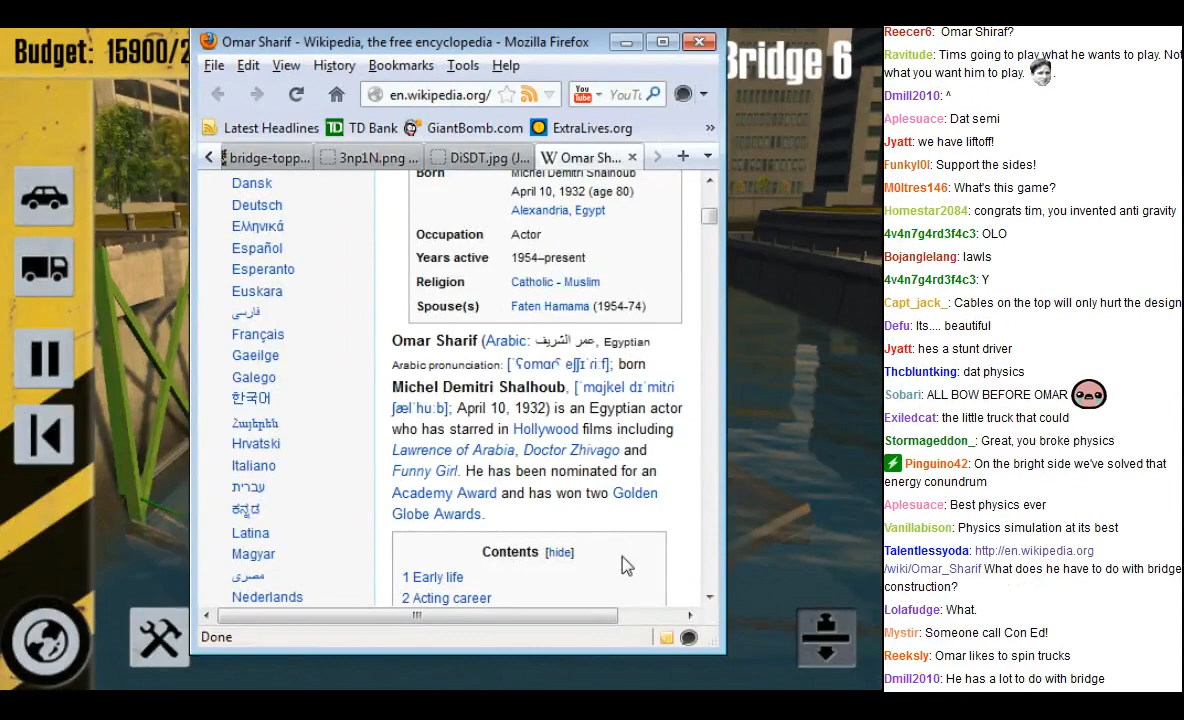 Budget: 15900/2
Bridge 6
Omar Sharif - Wikipedia, the free encyclopedia - Mozilla Firefox
File Edit View History Bookmarks Tools Help
en.wikipedia.org/
You Tube
YouTu
Latest Headlines TD TD Bank GiantBomb.com ExtraLives.org »
bridge-topp... 3np1N.png ... DiSDT.jpg (J... W Omar Sh...
Dansk
Deutsch
Ελληνικά
Español
Esperanto
Euskara
فارسی
Français
Gaeilge
Galego
한국어
Հայերեն
Hrvatski
Italiano
עברית
ಕನ್ನಡ
Latina
Magyar
مصرى
Nederlands
Born Michel Demitri Shalhoub
April 10, 1932 (age 80)
Alexandria, Egypt
Occupation Actor
Years active 1954–present
Religion Catholic - Muslim
Spouse(s) Faten Hamama (1954-74)
Omar Sharif (Arabic: عمر الشريف, Egyptian
Arabic pronunciation: [ˈʕomɑɾˤ eʃʃɪˈɾiːf]; born
Michel Demitri Shalhoub, [ˈmɑjkel dɪˈmitɾi
ʃælˈhuːb]; April 10, 1932) is an Egyptian actor
who has starred in Hollywood films including
Lawrence of Arabia, Doctor Zhivago and
Funny Girl. He has been nominated for an
Academy Award and has won two Golden
Globe Awards.
Contents [hide]
1 Early life
2 Acting career
Done
Reecer6: Omar Shiraf?
Ravitude: Tims going to play what he wants to play. Not
what you want him to play.
Dmill2010: ^
Aplesuace: Dat semi
Jyatt: we have liftoff!
Funkyl0l: Support the sides!
M0ltres146: What's this game?
Homestar2084: congrats tim, you invented anti gravity
4v4n7g4rd3f4c3: OLO
Bojanglelang: lawls
4v4n7g4rd3f4c3: Y
Capt_jack_: Cables on the top will only hurt the design
Defu: Its.... beautiful
Jyatt: hes a stunt driver
Thcbluntking: dat physics
Sobari: ALL BOW BEFORE OMAR
Exiledcat: the little truck that could
Stormageddon_: Great, you broke physics
Pinguino42: On the bright side we've solved that
energy conundrum
Aplesuace: Best physics ever
Vanillabison: Physics simulation at its best
Talentlessyoda: http://en.wikipedia.org
/wiki/Omar_Sharif What does he have to do with bridge
construction?
Lolafudge: What.
Mystir: Someone call Con Ed!
Reeksly: Omar likes to spin trucks
Dmill2010: He has a lot to do with bridge